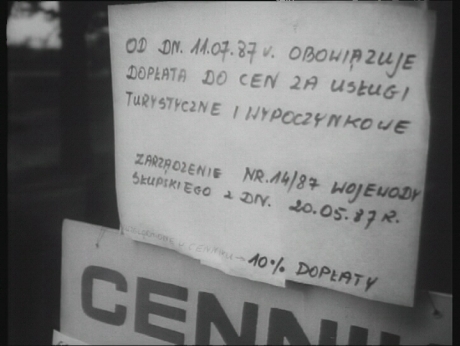 OD DN. 11.07.87 r. OBOWIĄZUJE
DOPŁATA DO CEN ZA USŁUGI
TURYSTYCZNE I WYPOCZYNKOWE
ZARZĄDZENIE NR.14/87 WOJEWODY
SŁUPSKIEGO z DN. 20.05.87 R.
10% DOPŁATY
CENNIK